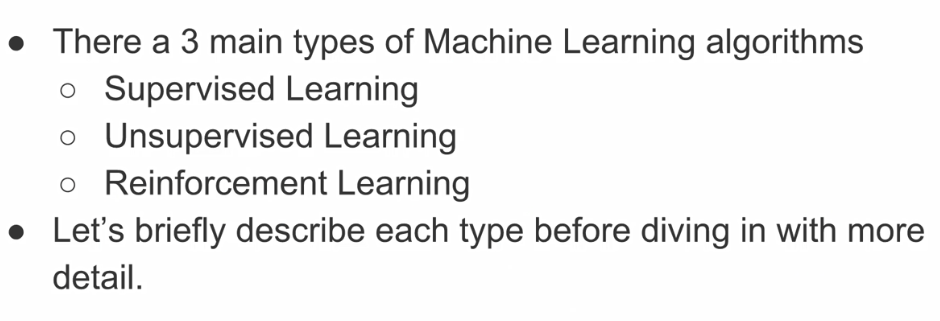 ● There a 3 main types of Machine Learning algorithms
○ Supervised Learning
○ Unsupervised Learning
○ Reinforcement Learning
● Let’s briefly describe each type before diving in with more
detail.